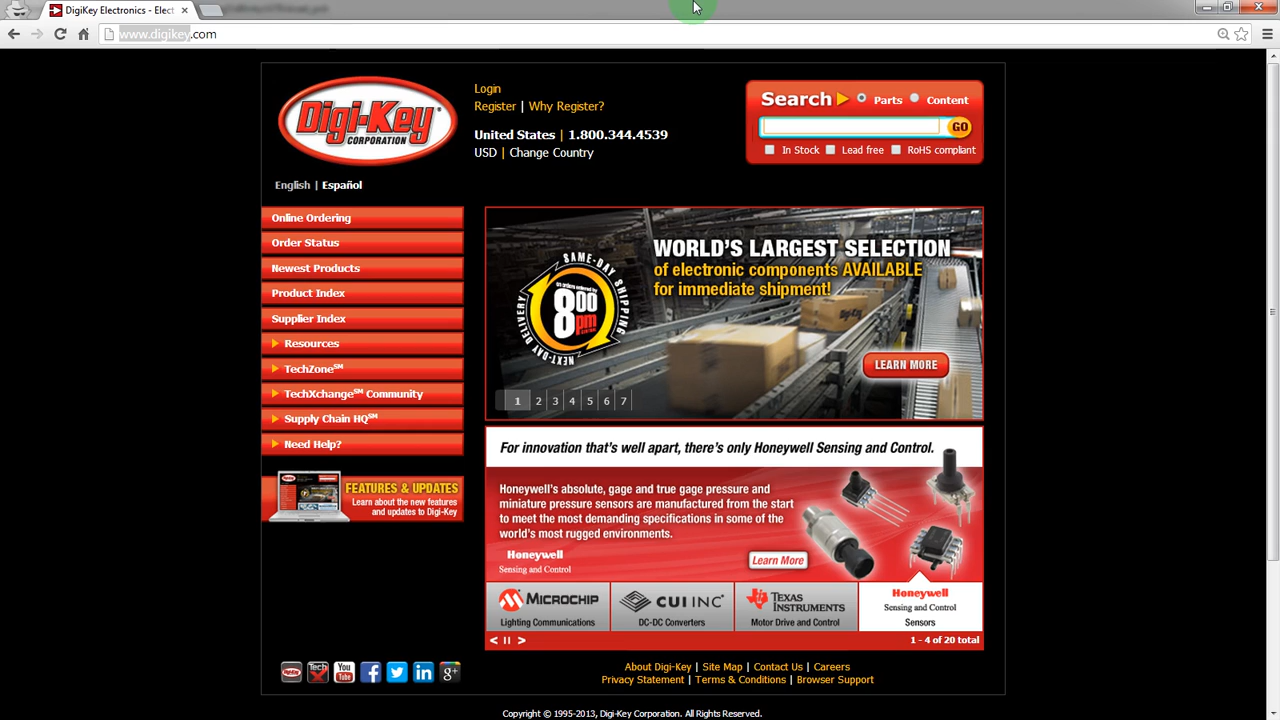 DigiKey Electronics - Elect
www.digikey.com
Digi-Key
CORPORATION
Login
Register | Why Register?
United States | 1.800.344.4539
USD | Change Country
Search
Parts
Content
GO
In Stock
Lead free
RoHS compliant
English | Español
Online Ordering
Order Status
Newest Products
Product Index
Supplier Index
Resources
TechZone℠
TechXchange℠ Community
Supply Chain HQ℠
Need Help?
FEATURES & UPDATES
Learn about the new features
and updates to Digi-Key
WORLD'S LARGEST SELECTION
of electronic components AVAILABLE
for immediate shipment!
SAME-DAY SHIPPING
8:00
pm
NEXT-DAY DELIVERY
Digi-Key
LEARN MORE
1 2 3 4 5 6 7
For innovation that's well apart, there's only Honeywell Sensing and Control.
Honeywell's absolute, gage and true gage pressure and
miniature pressure sensors are manufactured from the start
to meet the most demanding specifications in some of the
world's most rugged environments.
Honeywell
Sensing and Control
Learn More
MICROCHIP
Lighting Communications
CUI INC
DC-DC Converters
TEXAS
INSTRUMENTS
Motor Drive and Control
Honeywell
Sensing and Control
Sensors
< >
1 - 4 of 20 total
Tech
You
Tube
in
g+
About Digi-Key | Site Map | Contact Us | Careers
Privacy Statement | Terms & Conditions | Browser Support
Copyright © 1995-2013, Digi-Key Corporation. All Rights Reserved.